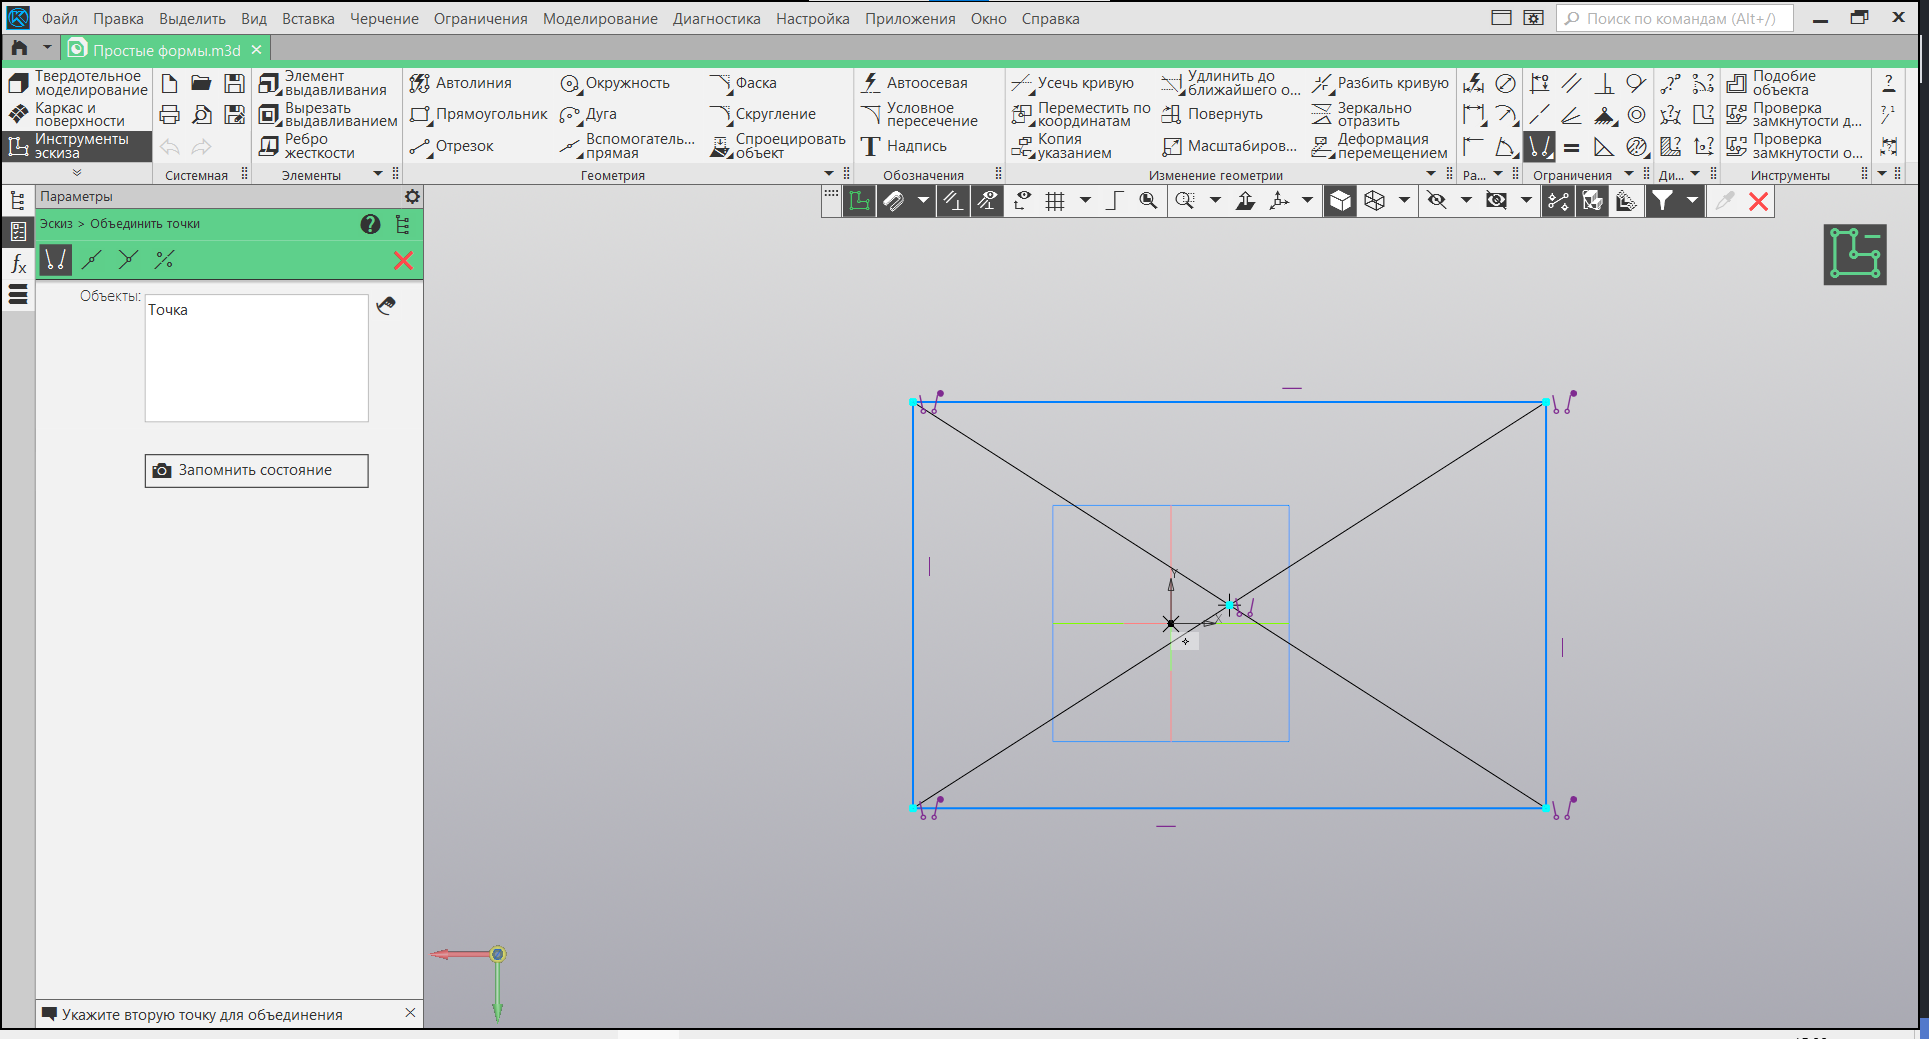 Файл Правка Выделить Вид Вставка Черчение Ограничения Моделирование Диагностика Настройка Приложения Окно Справка Поиск по командам (Alt+/)
Простые формы.m3d
Твердотельное моделирование
Каркас и поверхности
Инструменты эскиза
Системная
Элемент выдавливания
Вырезать выдавливанием
Ребро жесткости
Элементы
Автолиния Окружность Фаска
Прямоугольник Дуга Скругление
Отрезок Вспомогатель... прямая Спроецировать объект
Геометрия
Автоосевая
Условное пересечение
Надпись
Обозначения
Усечь кривую Удлинить до ближайшего о... Разбить кривую
Переместить по координатам Повернуть Зеркально отразить
Копия указанием Масштабиров... Деформация перемещением
Изменение геометрии
Ра...
Ограничения
Ди...
Подобие объекта
Проверка замкнутости д...
Проверка замкнутости о...
Инструменты
Параметры
Эскиз > Объединить точки
Объекты:
Точка
Запомнить состояние
Y
X
Укажите вторую точку для объединения